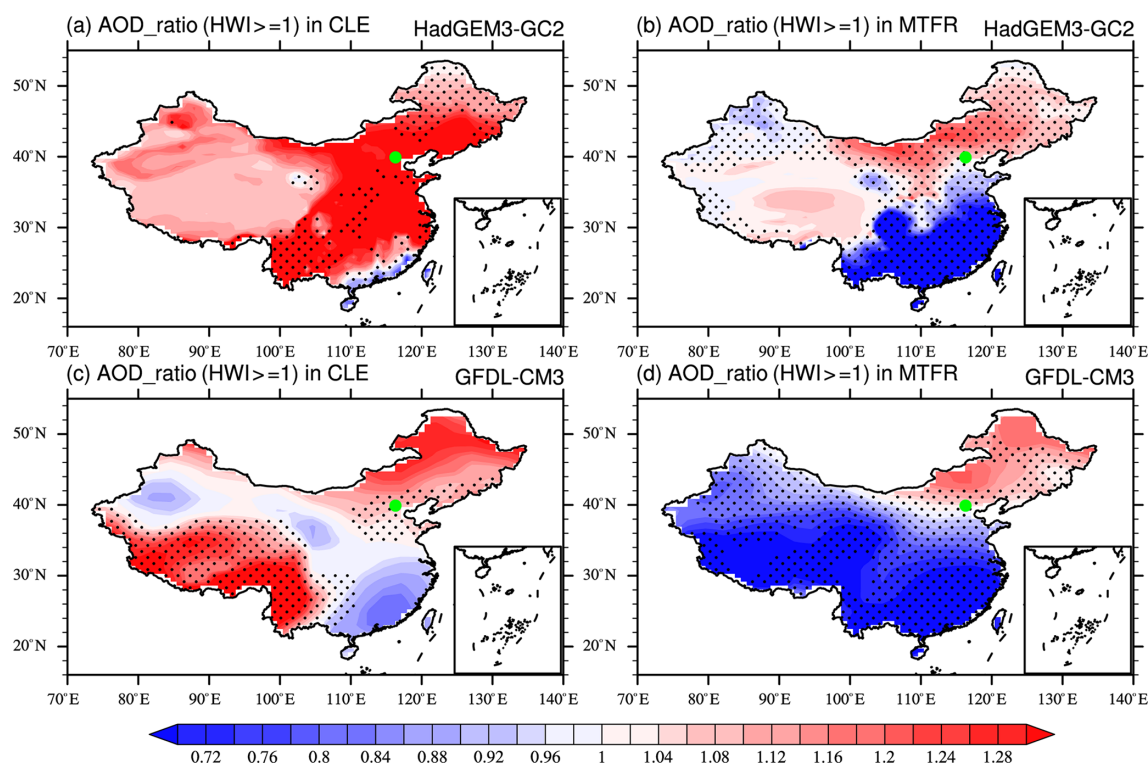 (a) AOD_ratio (HWI>=1) in CLE HadGEM3-GC2 (b) AOD_ratio (HWI>=1) in MTFR HadGEM3-GC2
50°N 50°N
40°N 40°N
30°N 30°N
20°N 20°N
70°E 80°E 90°E 100°E 110°E 120°E 130°E 140°E 70°E 80°E 90°E 100°E 110°E 120°E 130°E 140°E
(c) AOD_ratio (HWI>=1) in CLE GFDL-CM3 (d) AOD_ratio (HWI>=1) in MTFR GFDL-CM3
50°N 50°N
40°N 40°N
30°N 30°N
20°N 20°N
70°E 80°E 90°E 100°E 110°E 120°E 130°E 140°E 70°E 80°E 90°E 100°E 110°E 120°E 130°E 140°E
0.72 0.76 0.8 0.84 0.88 0.92 0.96 1 1.04 1.08 1.12 1.16 1.2 1.24 1.28